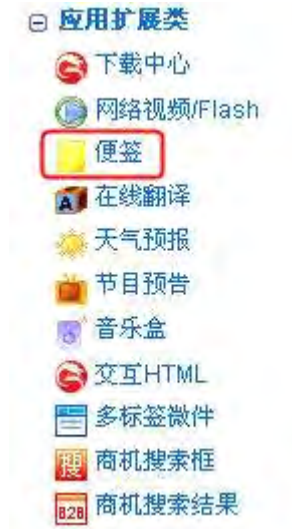 应用扩展类
下载中心
网络视频/Flash
便签
A 在线翻译
天气预报
节目预告
音乐盒
交互HTML
多标签微件
搜 商机搜索框
B2B 商机搜索结果